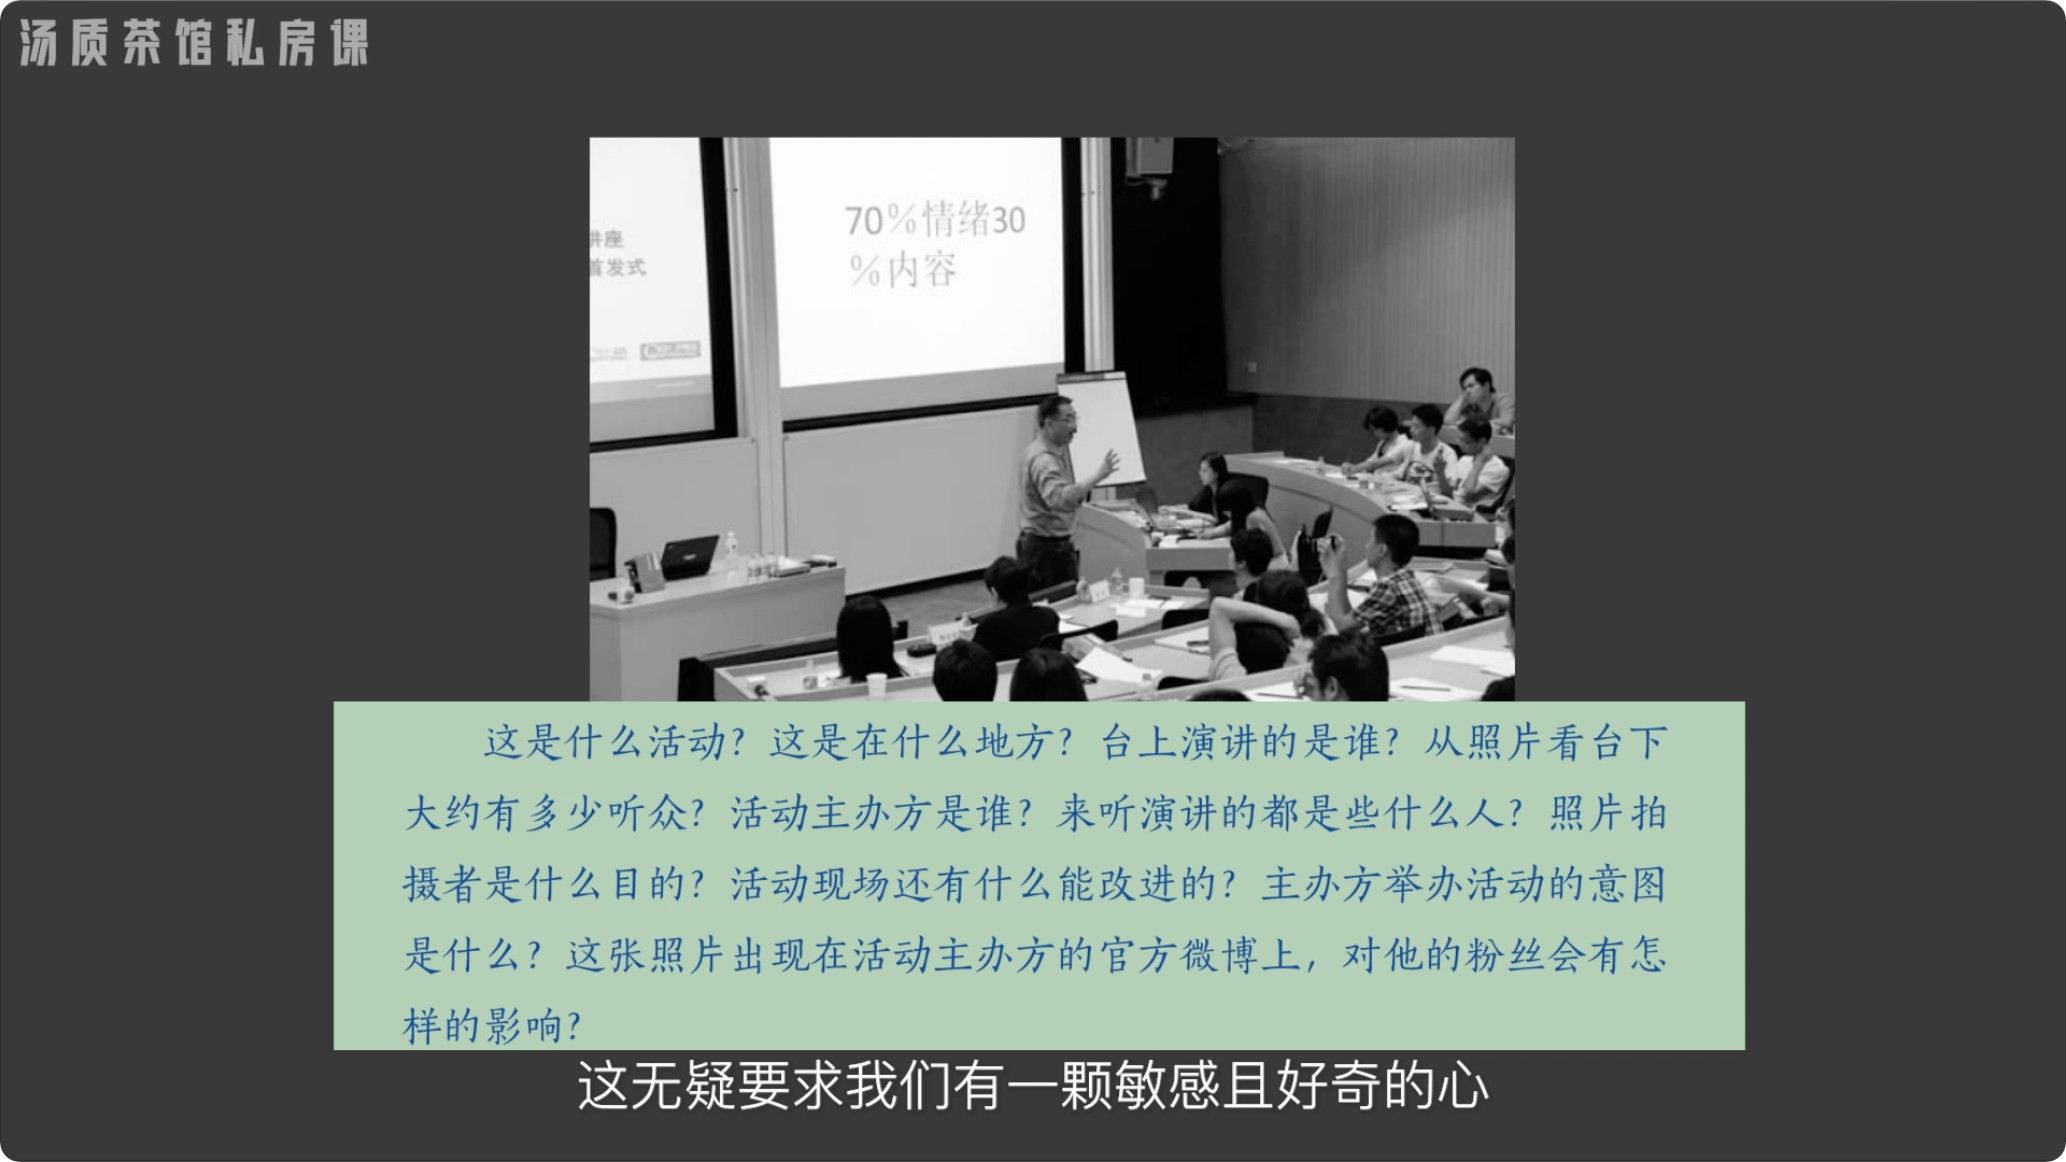 汤质茶馆私房课
讲座
首发式
70%情绪30
%内容
这是什么活动？这是在什么地方？台上演讲的是谁？从照片看台下
大约有多少听众？活动主办方是谁？来听演讲的都是些什么人？照片拍
摄者是什么目的？活动现场还有什么能改进的？主办方举办活动的意图
是什么？这张照片出现在活动主办方的官方微博上，对他的粉丝会有怎
样的影响？
这无疑要求我们有一颗敏感且好奇的心